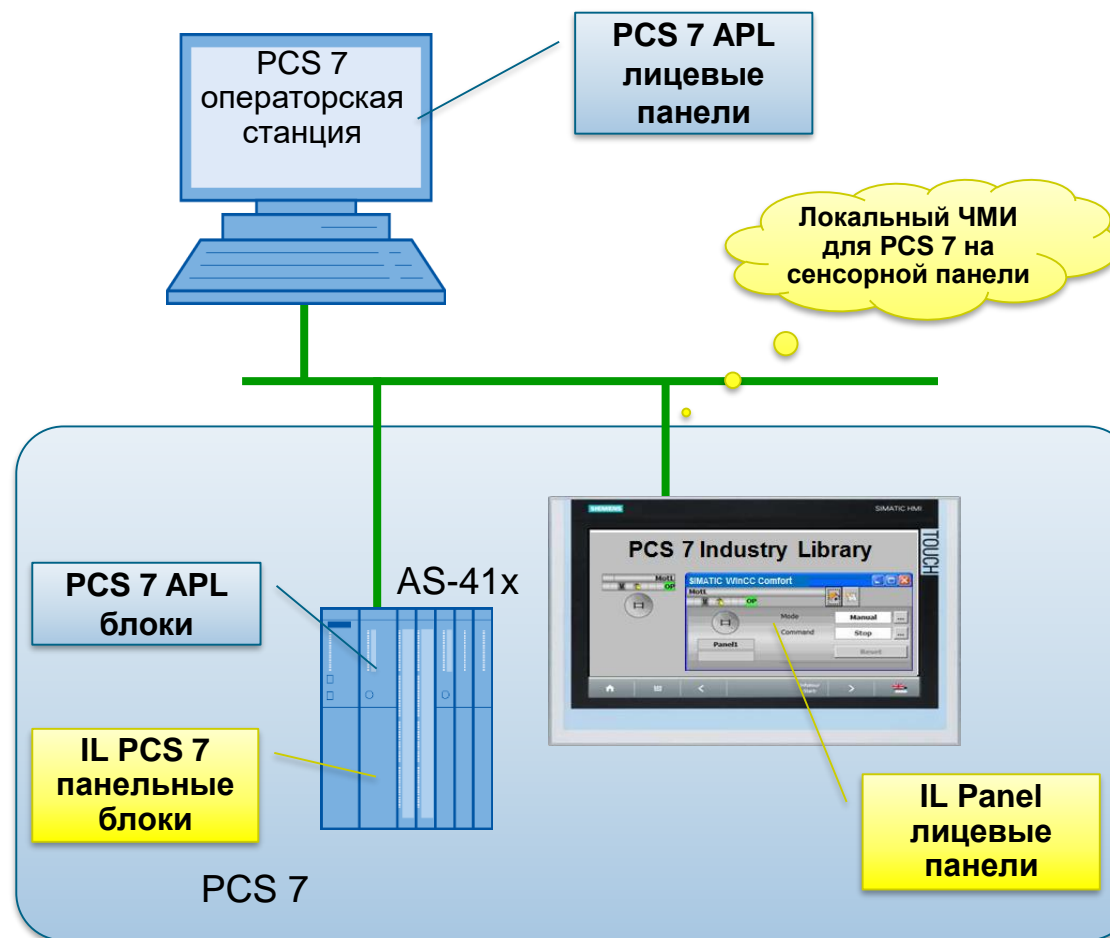 PCS 7
операторская
станция
PCS 7 APL
лицевые
панели
Локальный ЧМИ
для PCS 7 на
сенсорной панели
PCS 7 APL
блоки
AS-41x
IL PCS 7
панельные
блоки
PCS 7
SIEMENS
SIMATIC HMI
TOUCH
PCS 7 Industry Library
Mot1
OP
SIMATIC WinCC Comfort
Mot1
OP
Mode
Manual
...
Command
Stop
...
Panel1
Reset
IL Panel
лицевые
панели